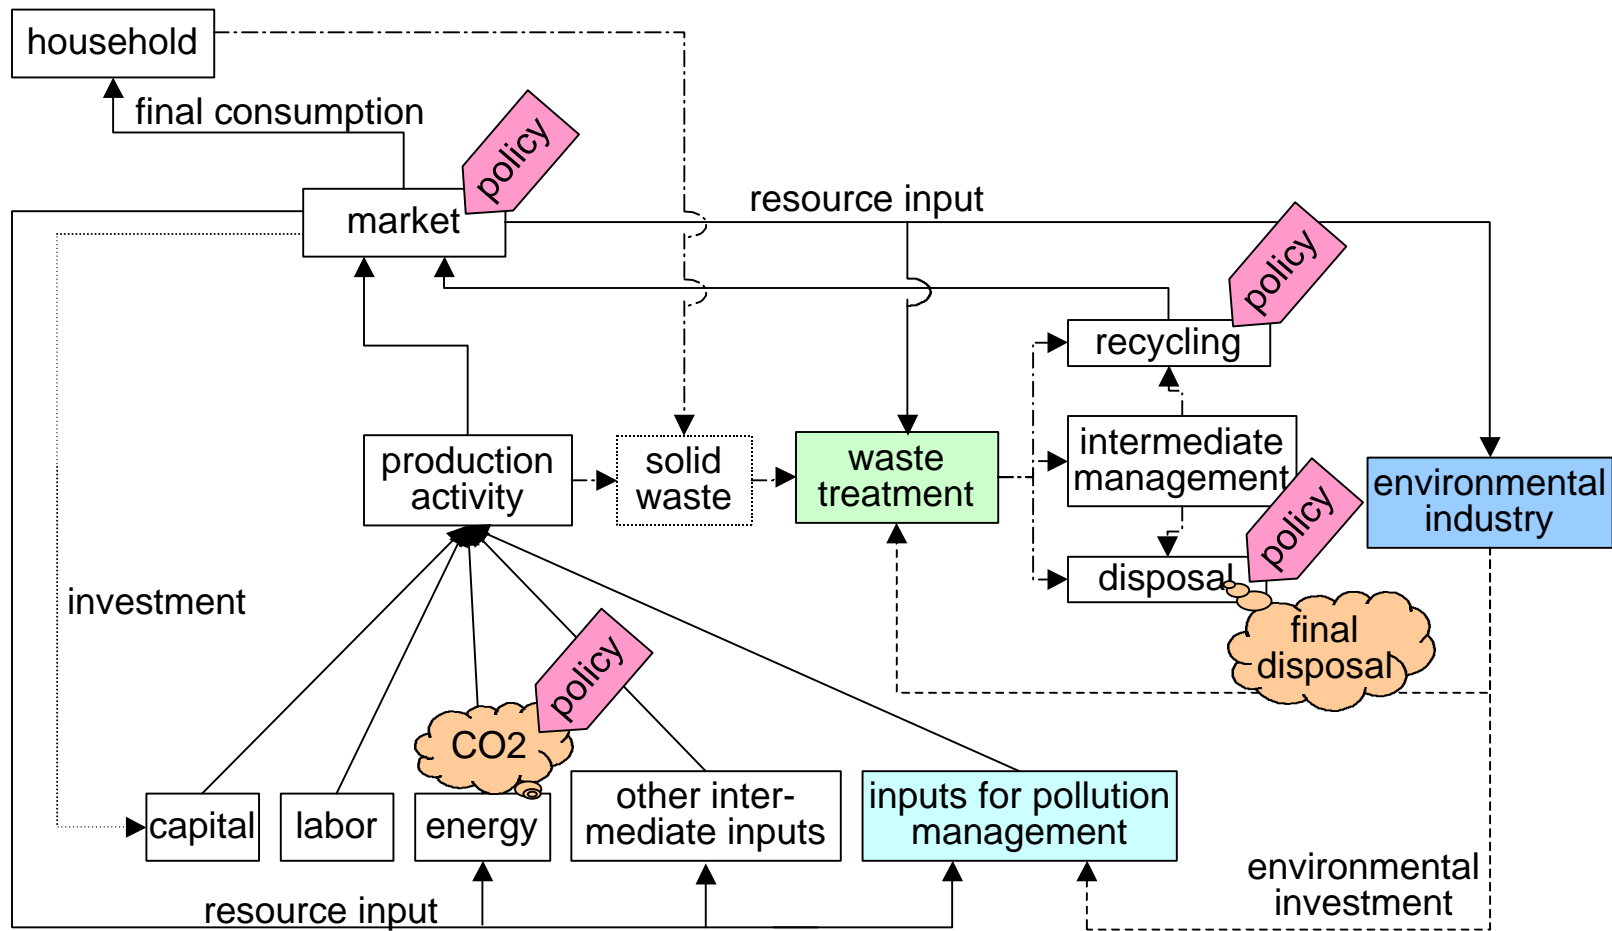 household
final consumption
policy
market
resource input
policy
recycling
production
activity
solid
waste
waste
treatment
intermediate
management
environmental
industry
policy
disposal
investment
final
disposal
policy
CO2
capital
labor
energy
other inter-
mediate inputs
inputs for pollution
management
environmental
investment
resource input